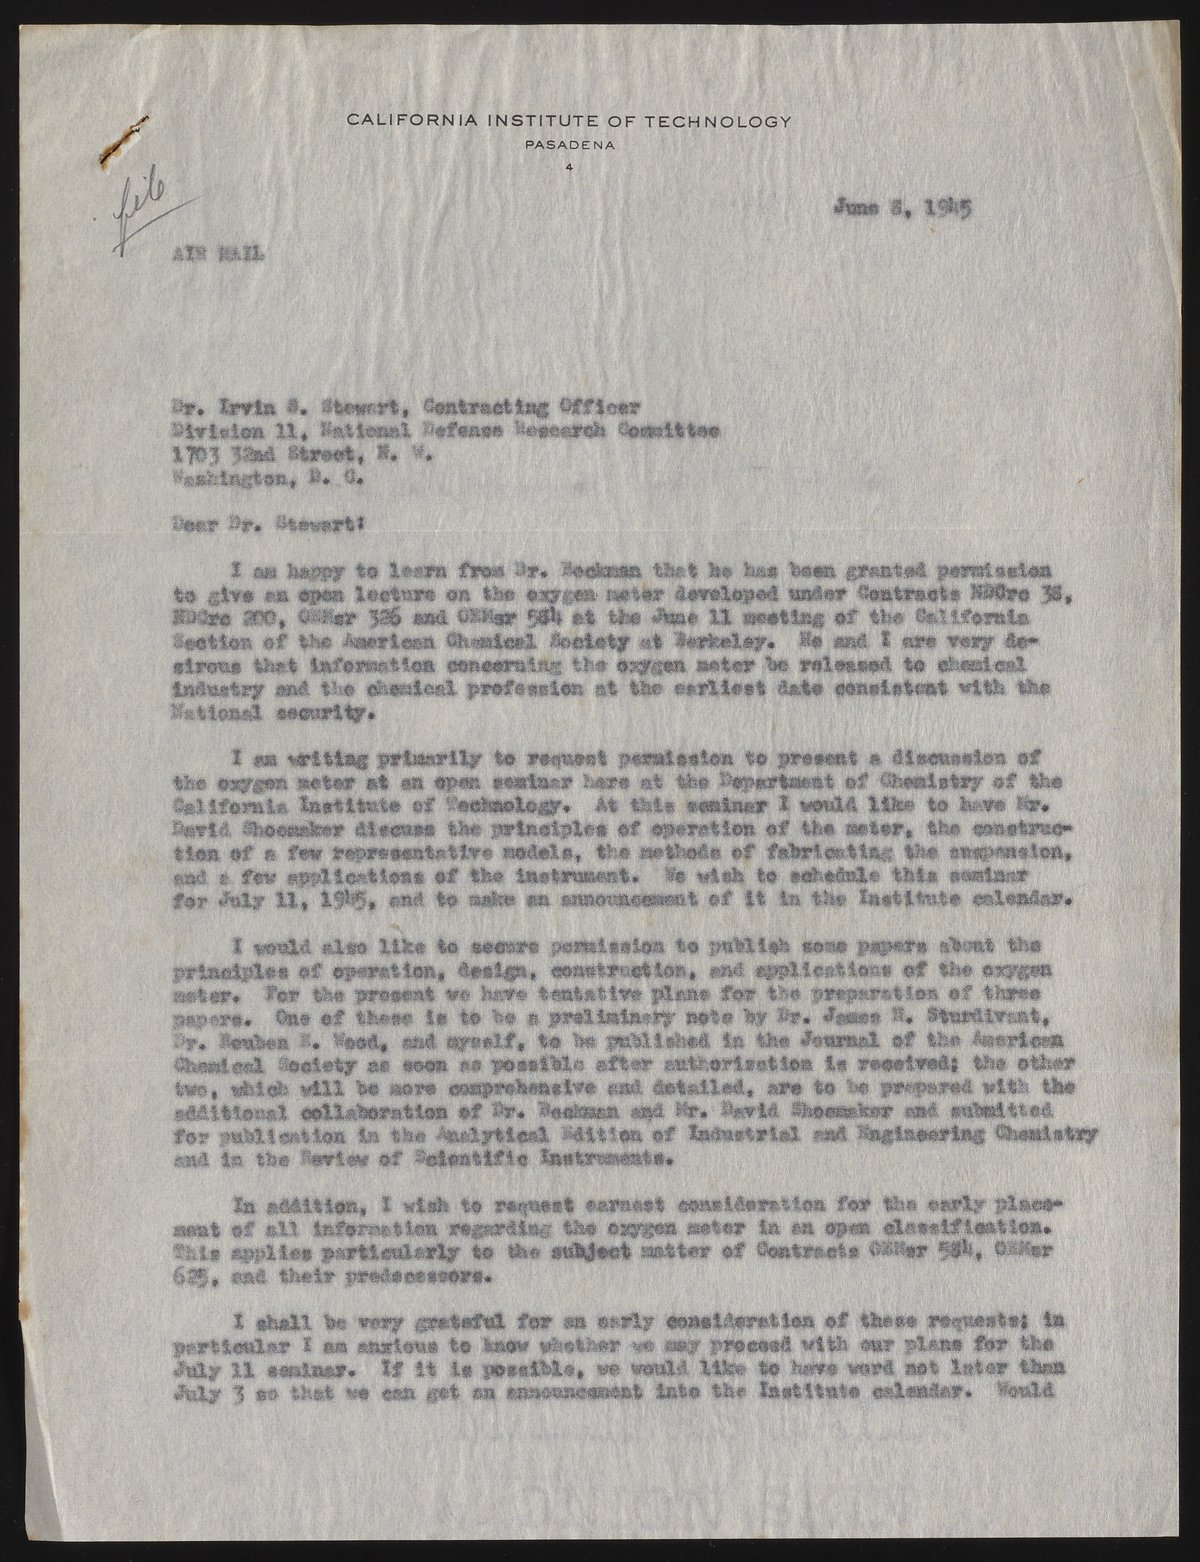 CALIFORNIA INSTITUTE OF TECHNOLOGY
PASADENA
4
file
June 8, 1945
AIR MAIL
Dr. Irvin S. Stewart, Contracting Officer
Division 11, National Defense Research Committee
1703 32nd Street, N. W.
Washington, D. C.
Dear Dr. Stewart:
I am happy to learn from Dr. Beckman that he has been granted permission
to give an open lecture on the oxygen meter developed under Contracts NDCrc 38,
NDCrc 200, OEMsr 326 and OEMsr 584 at the June 11 meeting of the California
Section of the American Chemical Society at Berkeley. He and I are very de-
sirous that information concerning the oxygen meter be released to chemical
industry and the chemical profession at the earliest date consistent with the
National security.
I am writing primarily to request permission to present a discussion of
the oxygen meter at an open seminar here at the Department of Chemistry of the
California Institute of Technology. At this seminar I would like to have Mr.
David Shoemaker discuss the principles of operation of the meter, the construc-
tion of a few representative models, the methods of fabricating the suspension,
and a few applications of the instrument. We wish to schedule this seminar
for July 11, 1945, and to make an announcement of it in the Institute calendar.
I would also like to secure permission to publish some papers about the
principles of operation, design, construction, and applications of the oxygen
meter. For the present we have tentative plans for the preparation of three
papers. One of these is to be a preliminary note by Dr. James H. Sturdivant,
Dr. Reuben E. Wood, and myself, to be published in the Journal of the American
Chemical Society as soon as possible after authorization is received; the other
two, which will be more comprehensive and detailed, are to be prepared with the
additional collaboration of Dr. Beckman and Mr. David Shoemaker and submitted
for publication in the Analytical Edition of Industrial and Engineering Chemistry
and in the Review of Scientific Instruments.
In addition, I wish to request earnest consideration for the early place-
ment of all information regarding the oxygen meter in an open classification.
This applies particularly to the subject matter of Contracts OEMsr 584, OEMsr
625, and their predecessors.
I shall be very grateful for an early consideration of these requests; in
particular I am anxious to know whether we may proceed with our plans for the
July 11 seminar. If it is possible, we would like to have word not later than
July 3 so that we can get an announcement into the Institute calendar. Would